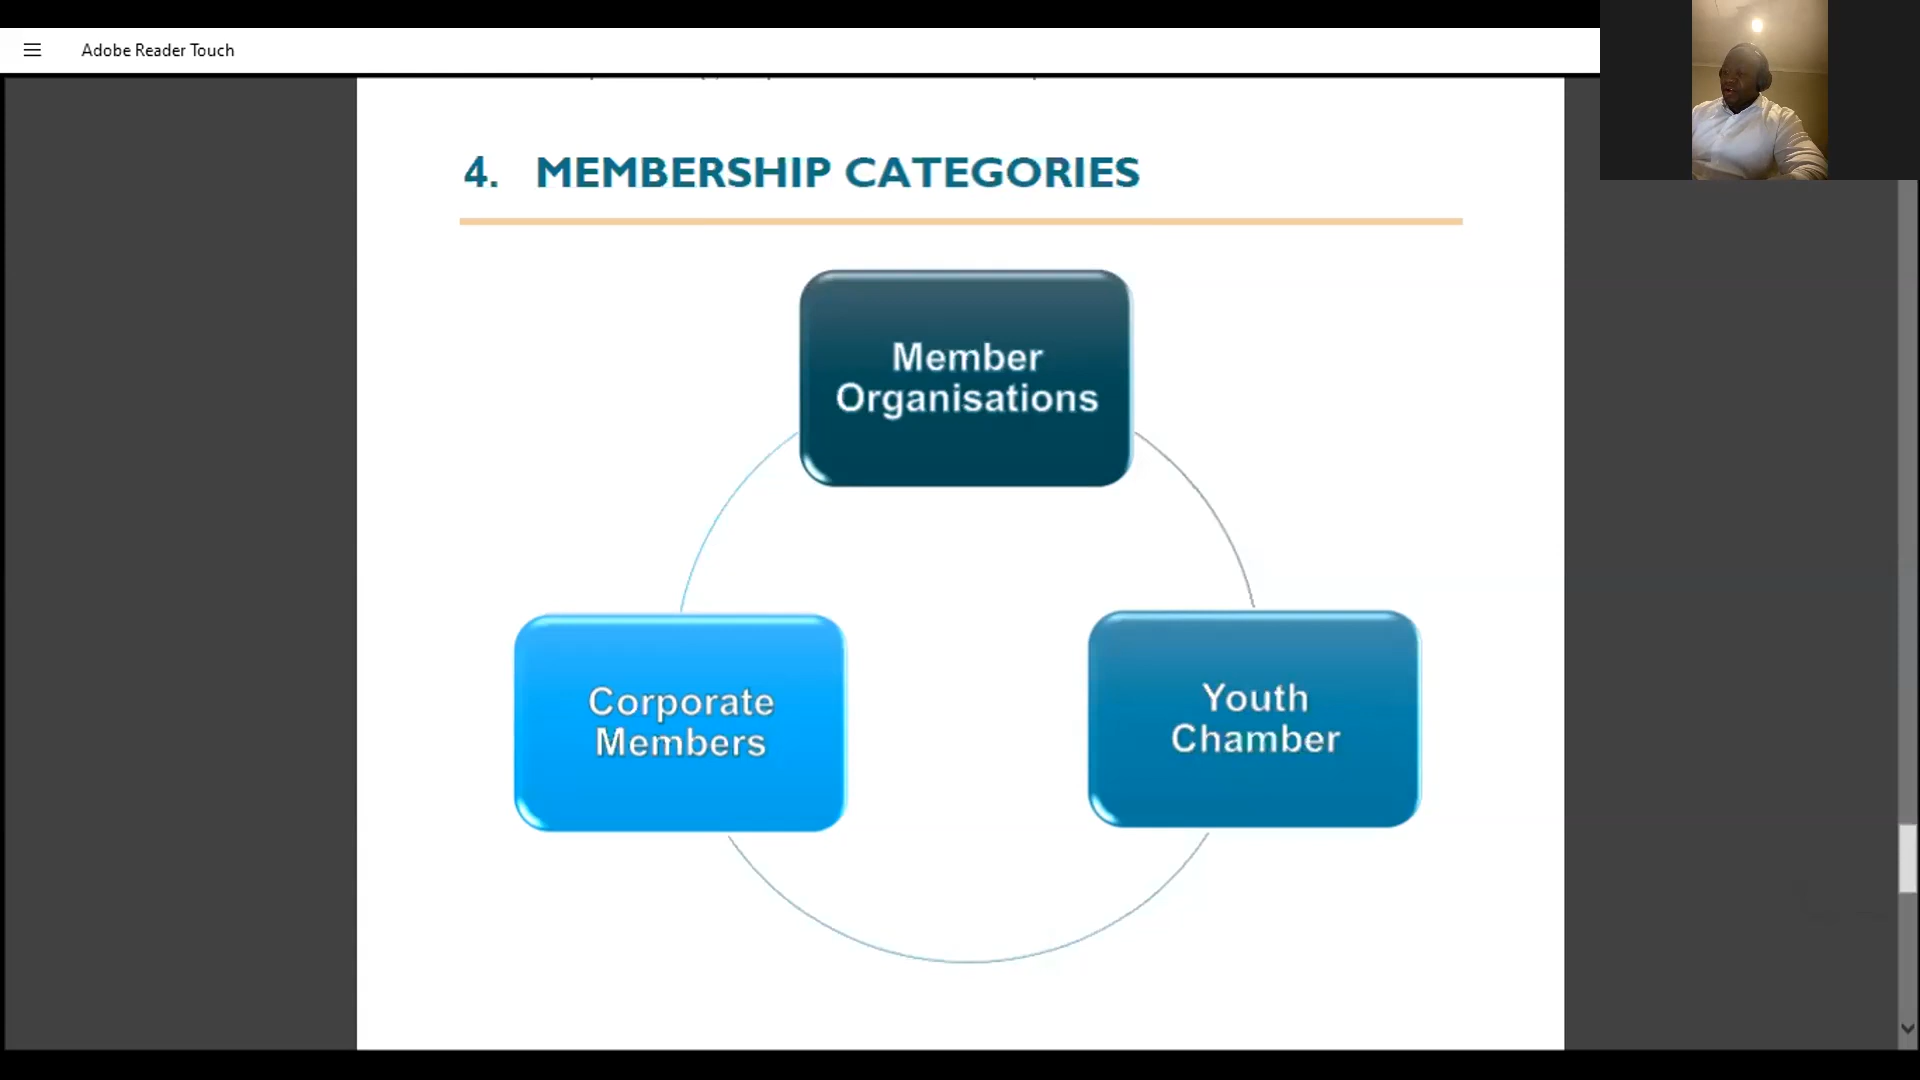 Adobe Reader Touch
4. MEMBERSHIP CATEGORIES
Member
Organisations
Corporate
Members
Youth
Chamber